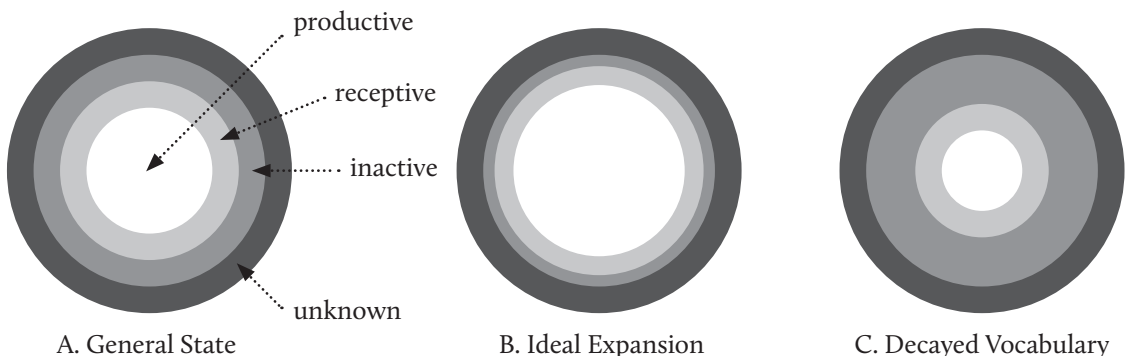 productive
receptive
inactive
unknown
A. General State
B. Ideal Expansion
C. Decayed Vocabulary